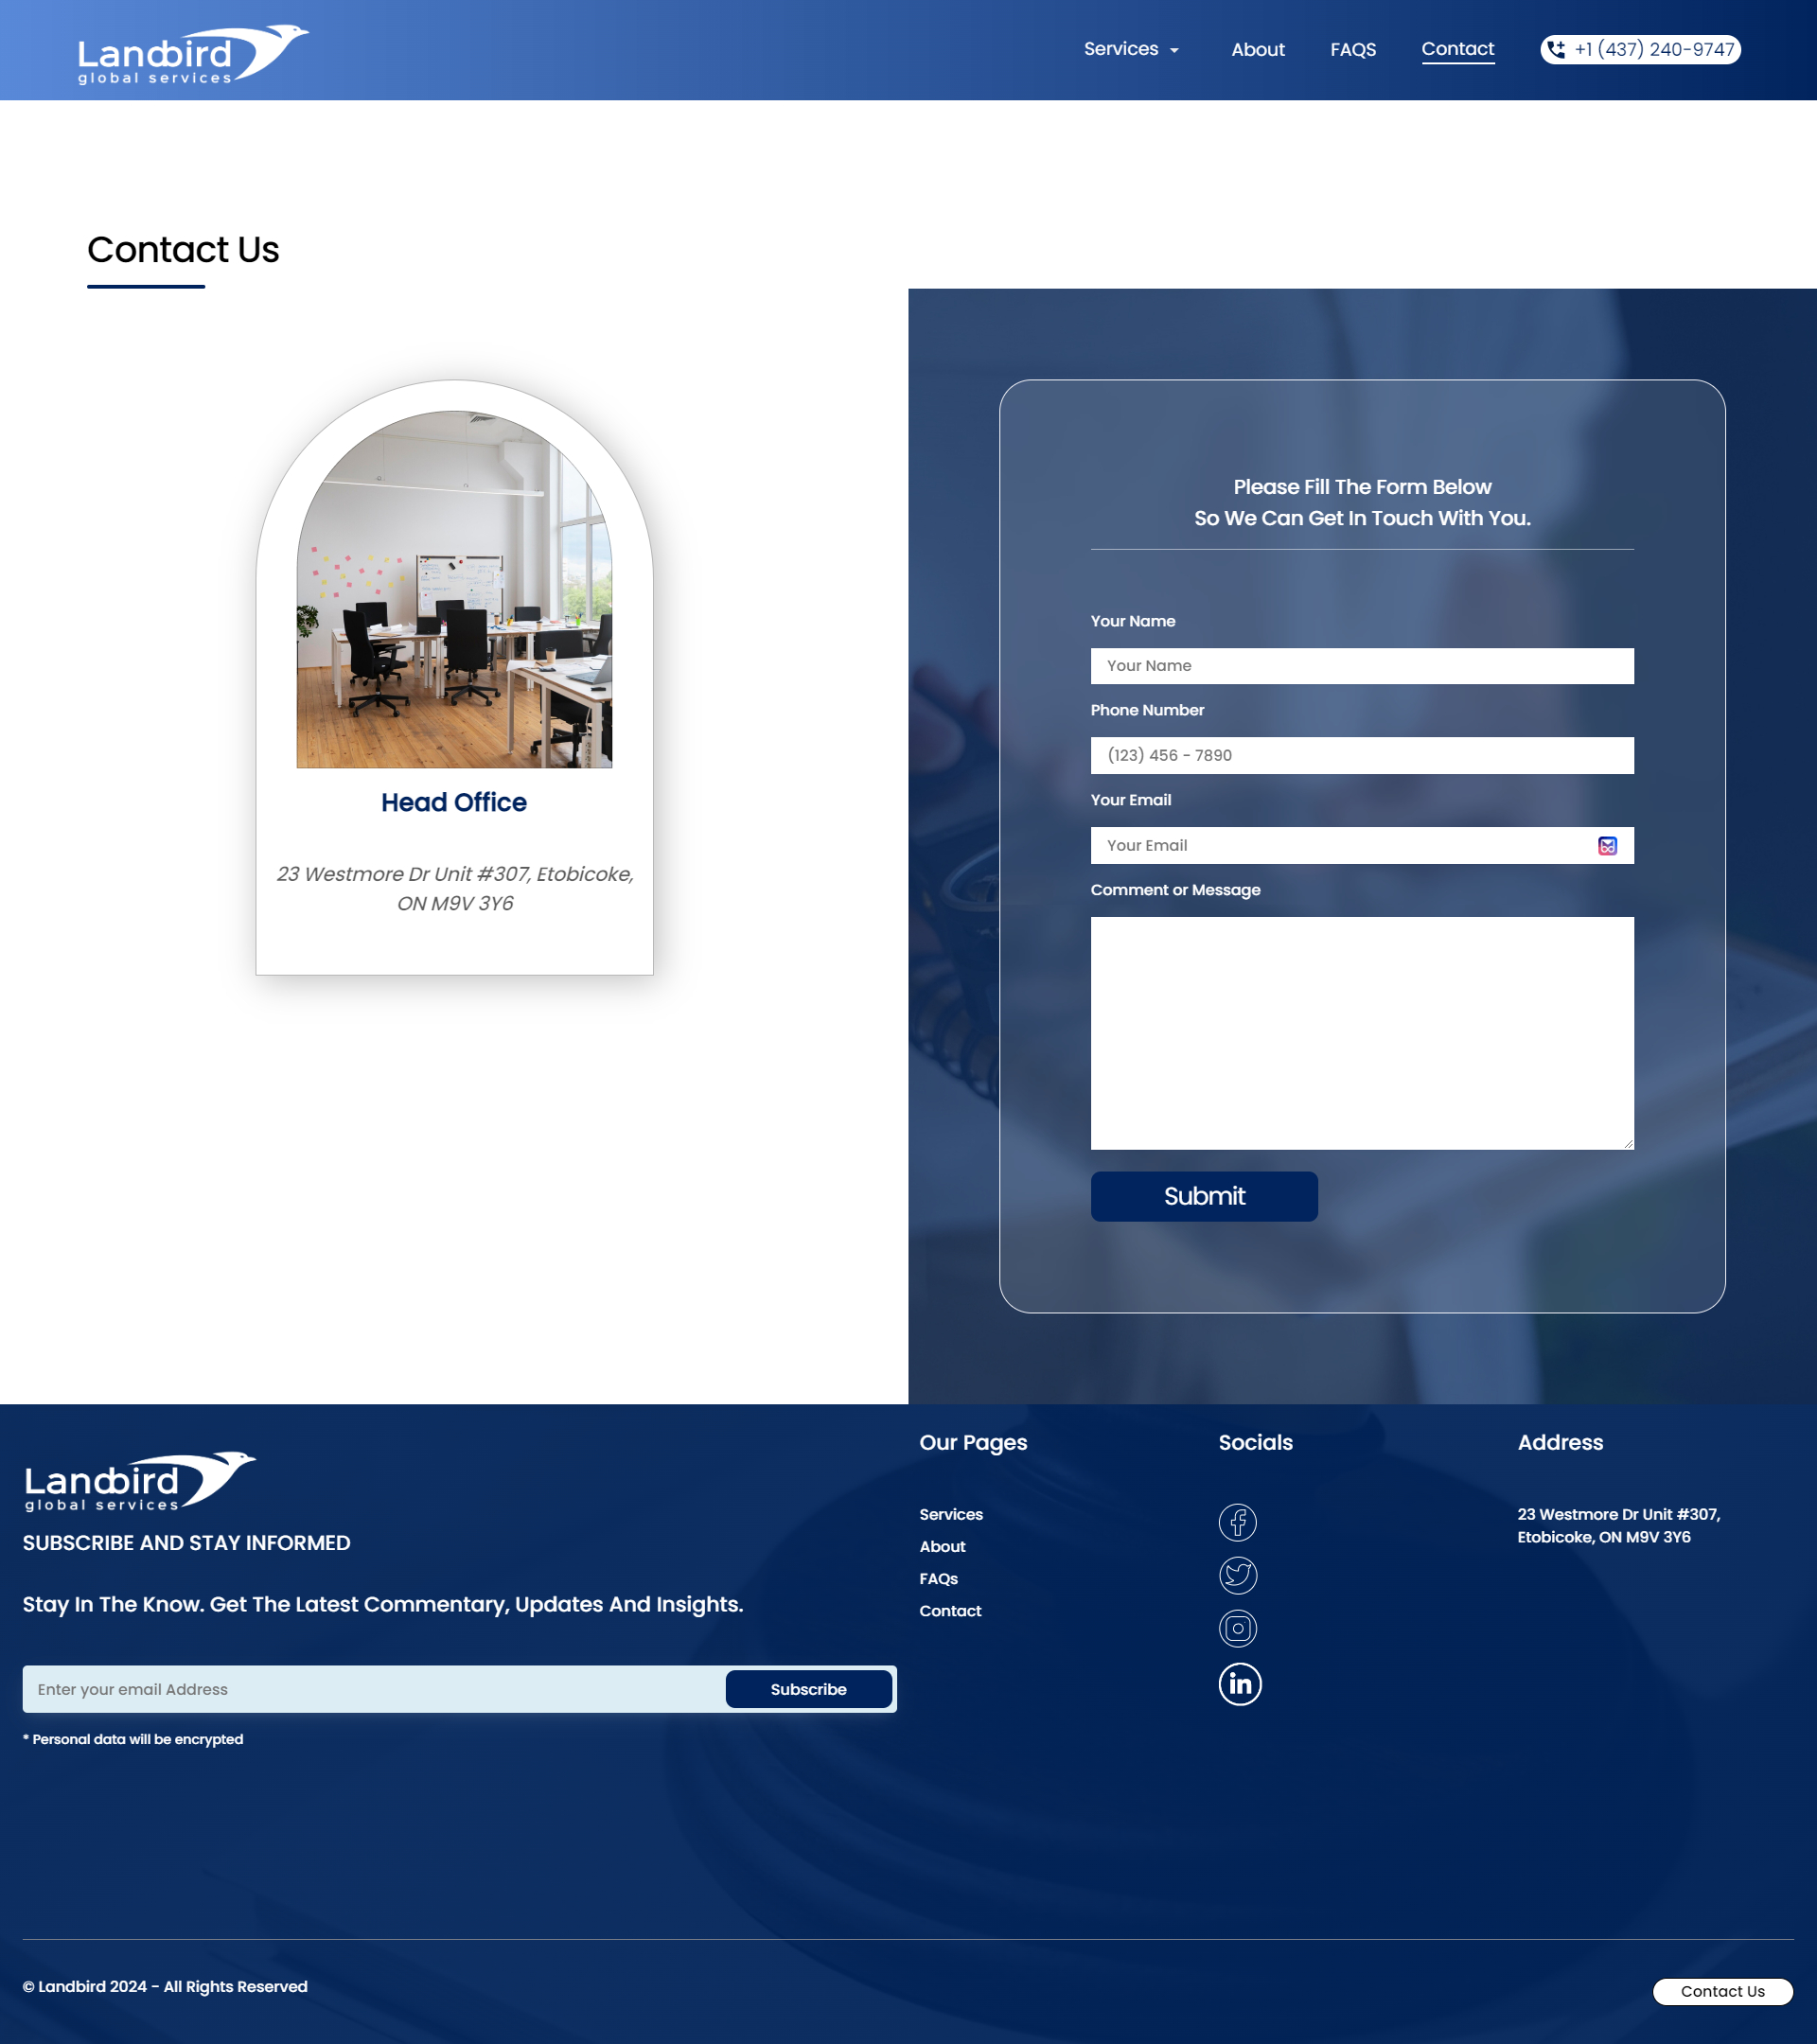 Landbird
global services
Services
About
FAQS
Contact
+1 (437) 240-9747
Contact Us
Head Office
23 Westmore Dr Unit #307, Etobicoke,
ON M9V 3Y6
Please Fill The Form Below
So We Can Get In Touch With You.
Your Name
Your Name
Phone Number
(123) 456 - 7890
Your Email
Your Email
Comment or Message
Submit
Landbird
global services
SUBSCRIBE AND STAY INFORMED
Stay In The Know. Get The Latest Commentary, Updates And Insights.
Enter your email Address
Subscribe
* Personal data will be encrypted
Our Pages
Services
About
FAQs
Contact
Socials
in
Address
23 Westmore Dr Unit #307,
Etobicoke, ON M9V 3Y6
© Landbird 2024 - All Rights Reserved
Contact Us